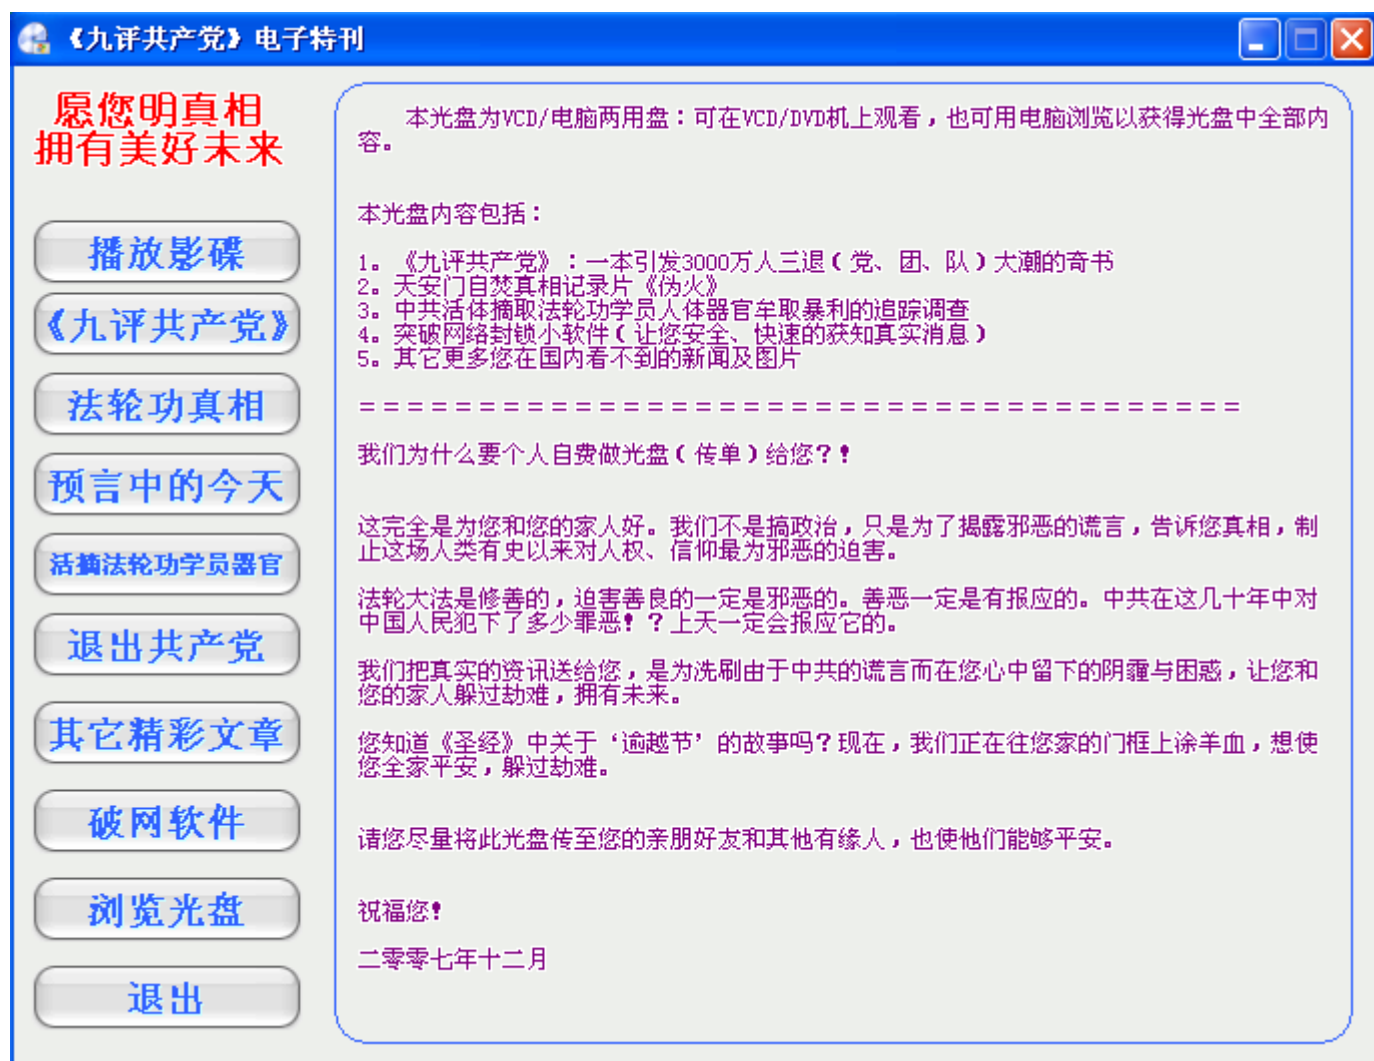 《九评共产党》电子特刊
愿您明真相
拥有美好未来
播放影碟
《九评共产党》
法轮功真相
预言中的今天
活摘法轮功学员器官
退出共产党
其它精彩文章
破网软件
浏览光盘
退出
本光盘为VCD/电脑两用盘：可在VCD/DVD机上观看，也可用电脑浏览以获得光盘中全部内
容。
本光盘内容包括：
1。《九评共产党》：一本引发3000万人三退（党、团、队）大潮的奇书
2。天安门自焚真相记录片《伪火》
3。中共活体摘取法轮功学员人体器官牟取暴利的追踪调查
4。突破网络封锁小软件（让您安全、快速的获知真实消息）
5。其它更多您在国内看不到的新闻及图片
＝＝＝＝＝＝＝＝＝＝＝＝＝＝＝＝＝＝＝＝＝＝＝＝＝＝＝＝＝＝＝＝＝＝＝＝＝
我们为什么要个人自费做光盘（传单）给您？！
这完全是为您和您的家人好。我们不是搞政治，只是为了揭露邪恶的谎言，告诉您真相，制
止这场人类有史以来对人权、信仰最为邪恶的迫害。
法轮大法是修善的，迫害善良的一定是邪恶的。善恶一定是有报应的。中共在这几十年中对
中国人民犯下了多少罪恶！？上天一定会报应它的。
我们把真实的资讯送给您，是为洗刷由于中共的谎言而在您心中留下的阴霾与困惑，让您和
您的家人躲过劫难，拥有未来。
您知道《圣经》中关于‘逾越节’的故事吗？现在，我们正在往您家的门框上涂羊血，想使
您全家平安，躲过劫难。
请您尽量将此光盘传至您的亲朋好友和其他有缘人，也使他们能够平安。
祝福您！
二零零七年十二月